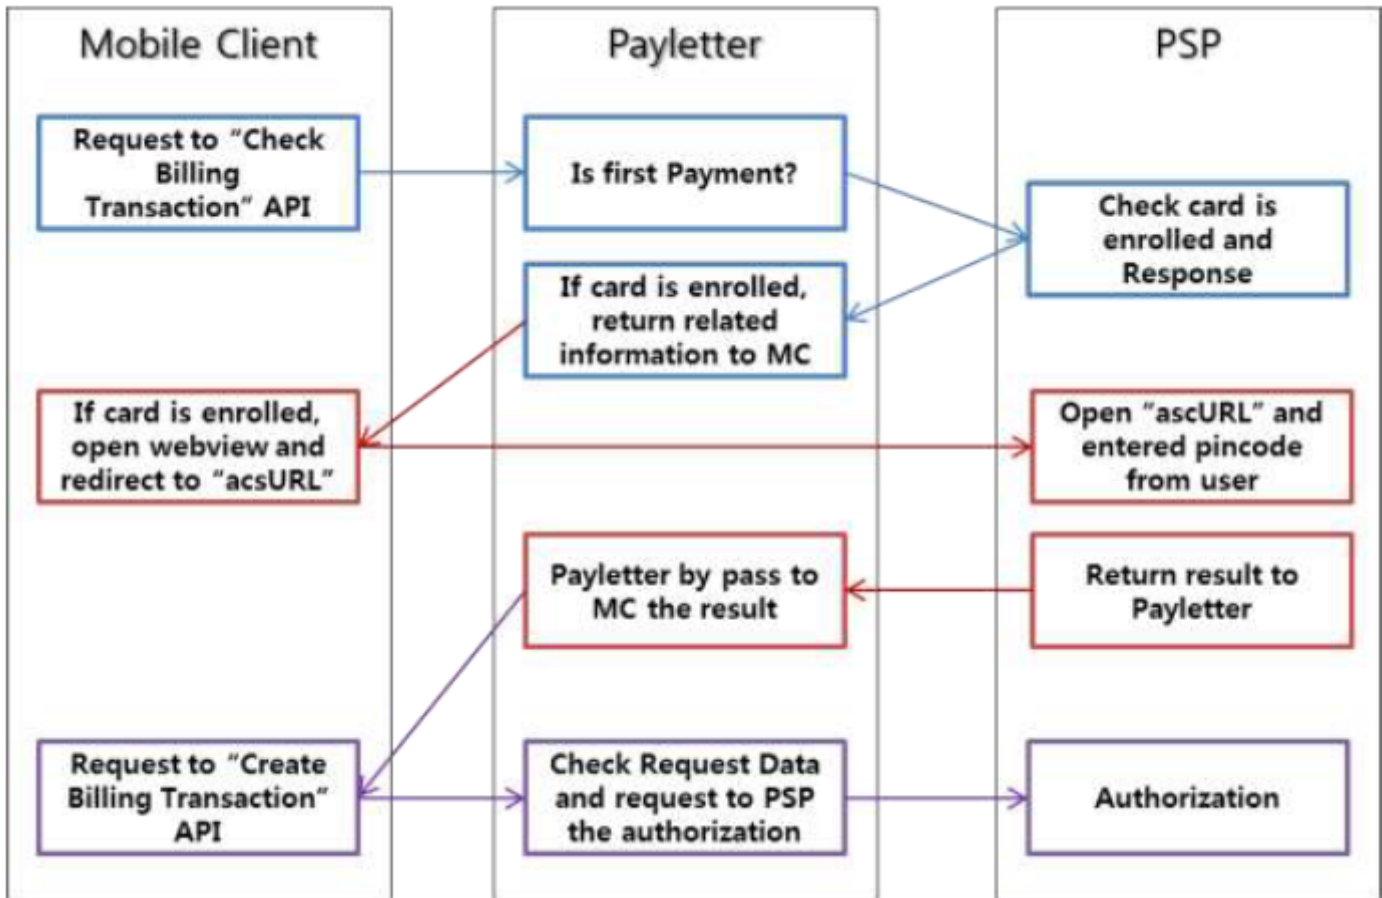 Mobile Client
Payletter
PSP
Request to “Check
Billing
Transaction” API
Is first Payment?
Check card is
enrolled and
Response
If card is enrolled,
return related
information to MC
If card is enrolled,
open webview and
redirect to “acsURL”
Open “ascURL” and
entered pincode
from user
Payletter by pass to
MC the result
Return result to
Payletter
Request to “Create
Billing Transaction”
API
Check Request Data
and request to PSP
the authorization
Authorization